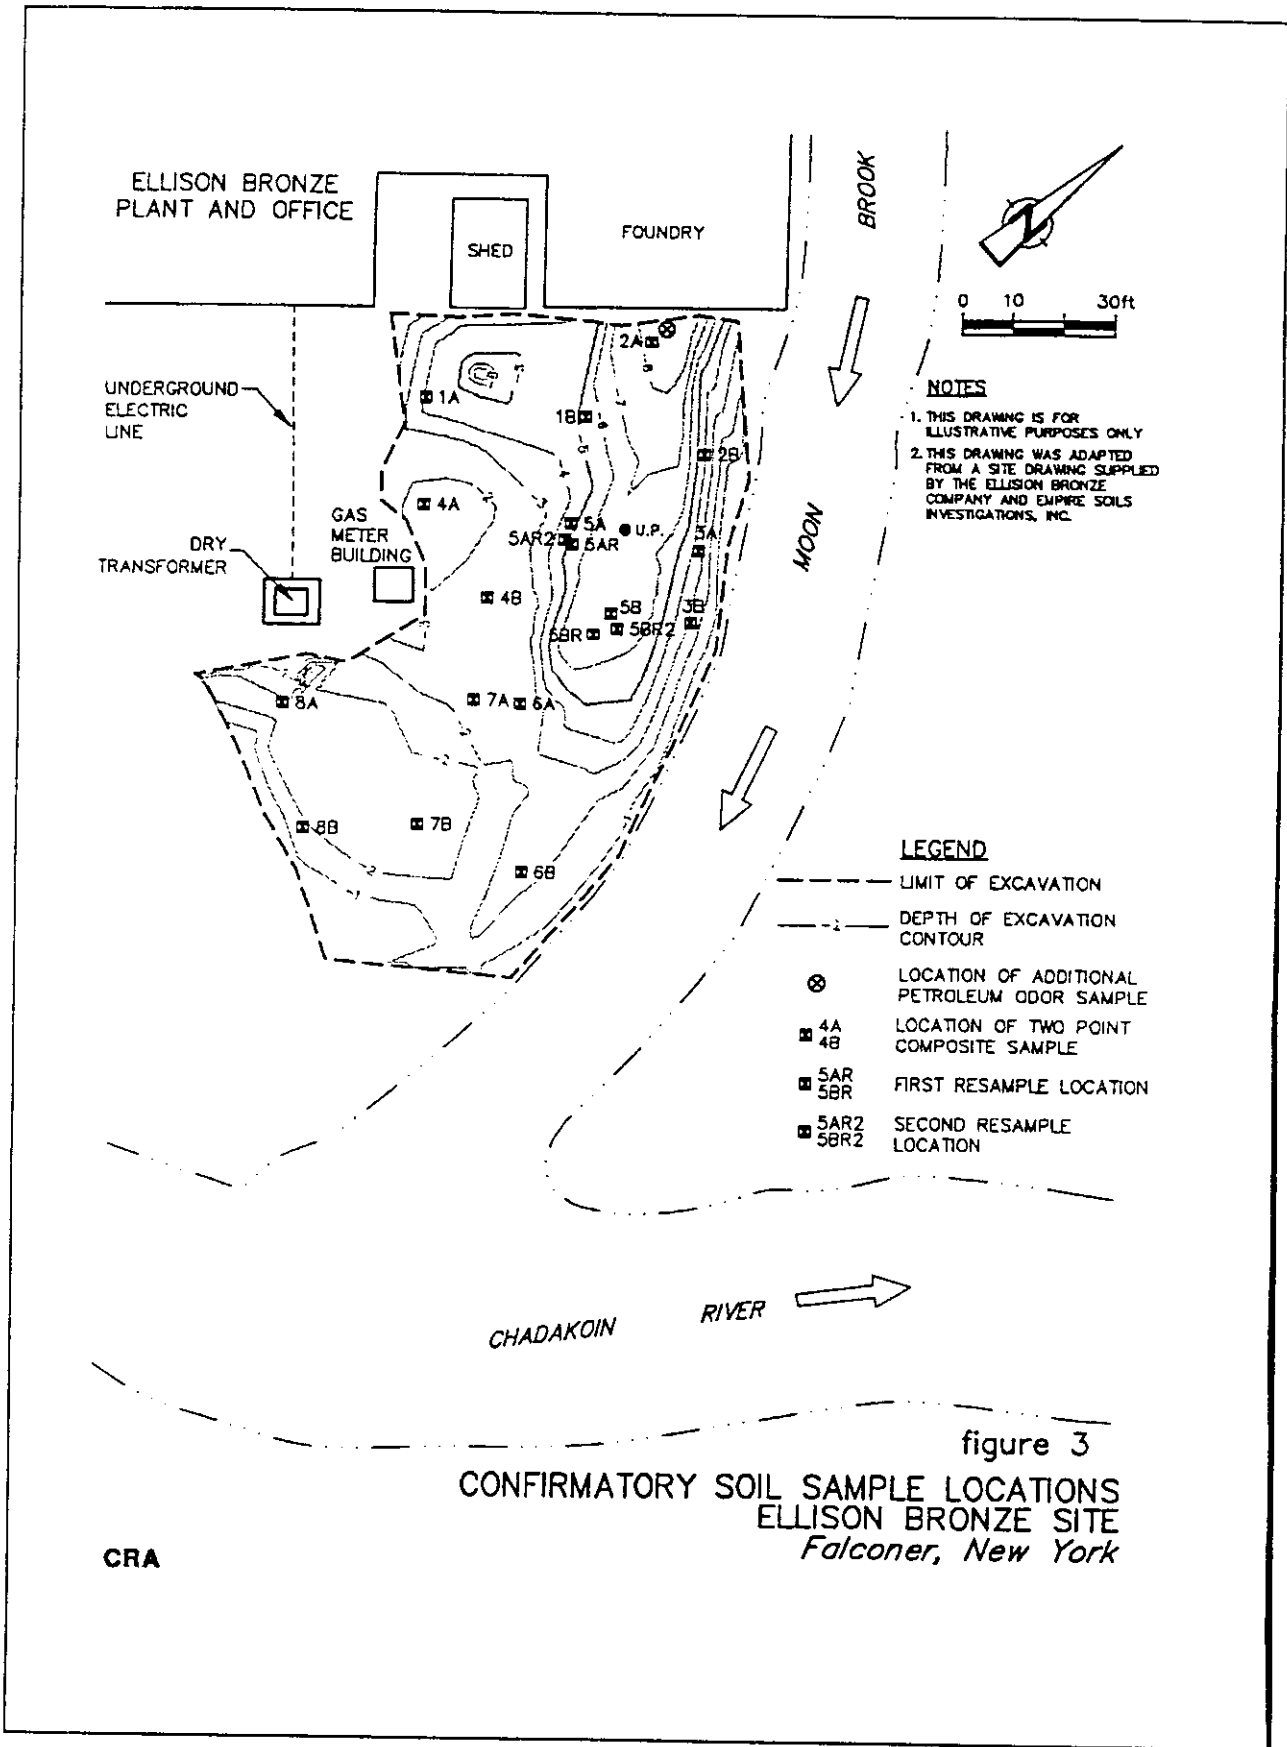 ELLISON BRONZE
PLANT AND OFFICE
SHED
FOUNDRY
BROOK
0 10 30ft
NOTES
1. THIS DRAWING IS FOR
ILLUSTRATIVE PURPOSES ONLY
2. THIS DRAWING WAS ADAPTED
FROM A SITE DRAWING SUPPLIED
BY THE ELLISION BRONZE
COMPANY AND EMPIRE SOILS
INVESTIGATIONS, INC.
UNDERGROUND
ELECTRIC
LINE
2A
1A
1B
2B
4A
GAS
METER
BUILDING
5A
5AR2
5AR
U.P.
3A
MOON
DRY
TRANSFORMER
4B
5B
3B
5BR
5BR2
8A
7A
6A
8B
7B
6B
LEGEND
LIMIT OF EXCAVATION
DEPTH OF EXCAVATION
CONTOUR
LOCATION OF ADDITIONAL
PETROLEUM ODOR SAMPLE
4A
4B
LOCATION OF TWO POINT
COMPOSITE SAMPLE
5AR
5BR
FIRST RESAMPLE LOCATION
5AR2
5BR2
SECOND RESAMPLE
LOCATION
CHADAKOIN RIVER
figure 3
CONFIRMATORY SOIL SAMPLE LOCATIONS
ELLISON BRONZE SITE
Falconer, New York
CRA